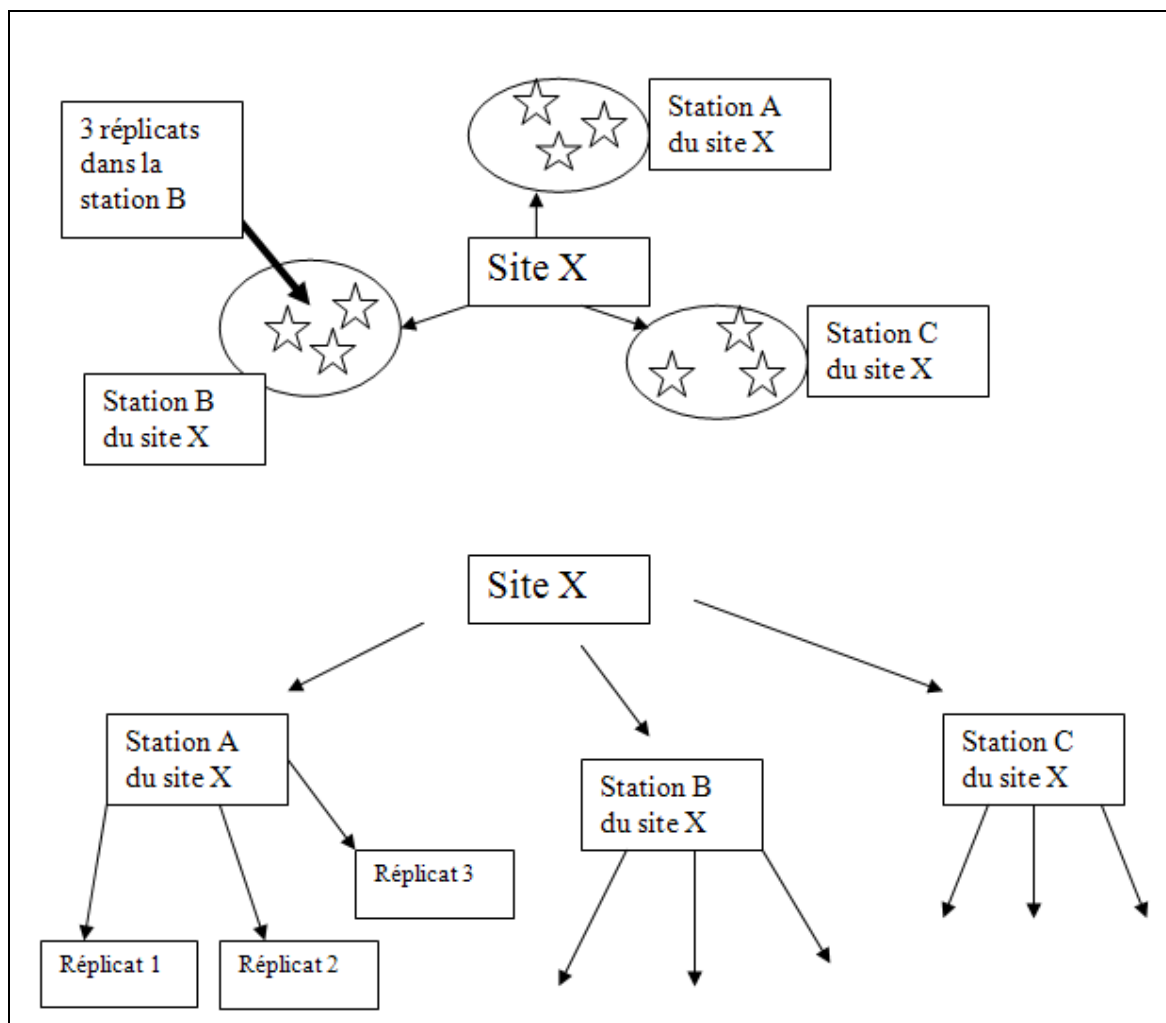 3 réplicats
dans la
station B
Station A
du site X
Site X
Station B
du site X
Station C
du site X
Site X
Station A
du site X
Station B
du site X
Station C
du site X
Réplicat 3
Réplicat 1
Réplicat 2